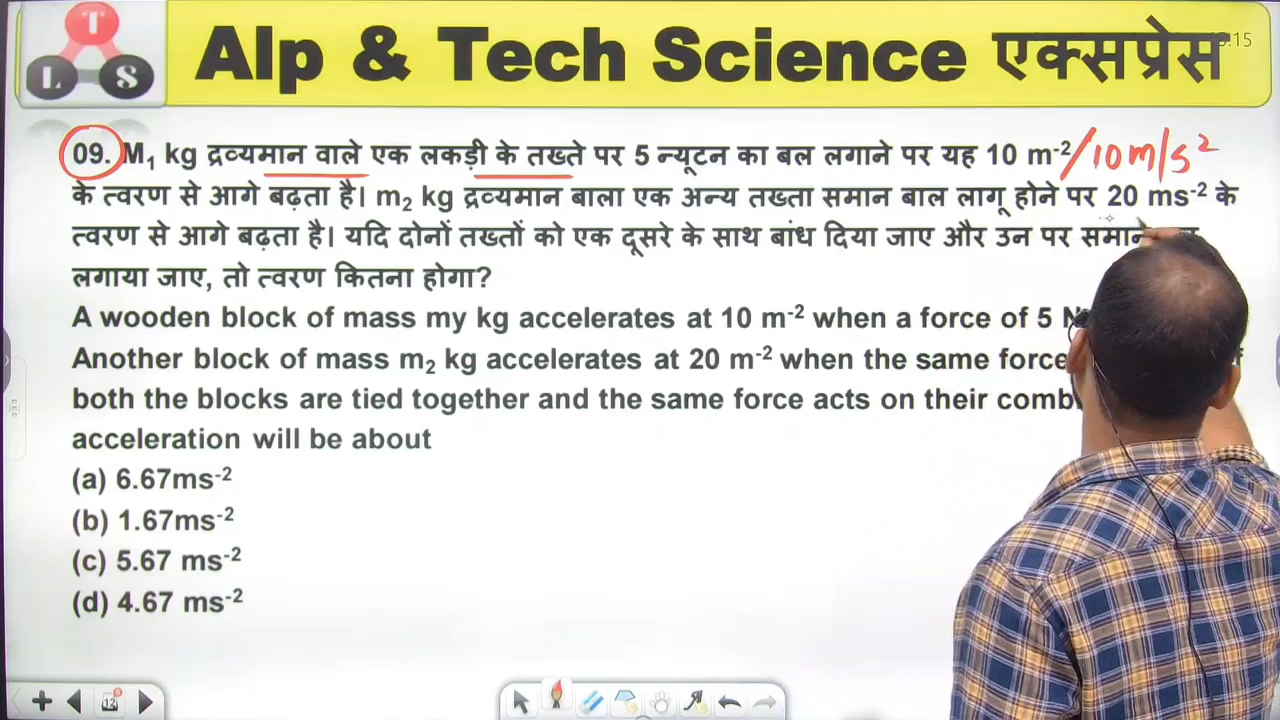 T
L S
Alp & Tech Science एक्सप्रेस
:15
09. M₁ kg द्रव्यमान वाले एक लकड़ी के तख्ते पर 5 न्यूटन का बल लगाने पर यह 10 m⁻² /10m/s²
के त्वरण से आगे बढ़ता है। m₂ kg द्रव्यमान बाला एक अन्य तख्ता समान बाल लागू होने पर 20 ms⁻² के
त्वरण से आगे बढ़ता है। यदि दोनों तख्तों को एक दूसरे के साथ बांध दिया जाए और उन पर
लगाया जाए, तो त्वरण कितना होगा?
A wooden block of mass my kg accelerates at 10 m⁻² when a force of 5
Another block of mass m₂ kg accelerates at 20 m⁻² when the same force
both the blocks are tied together and the same force acts on their
acceleration will be about
(a) 6.67ms⁻²
(b) 1.67ms⁻²
(c) 5.67 ms⁻²
(d) 4.67 ms⁻²
12